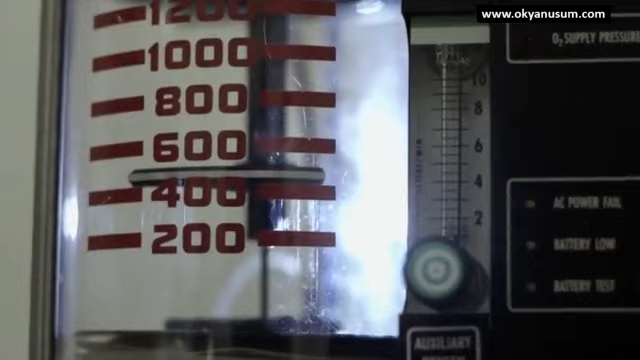 www.okyanusum.com
1200
1000
800
600
400
200
10
8
6
4
2
O₂ SUPPLY PRESSURE
AC POWER FAIL
BATTERY LOW
BATTERY TEST
AUXILIARY